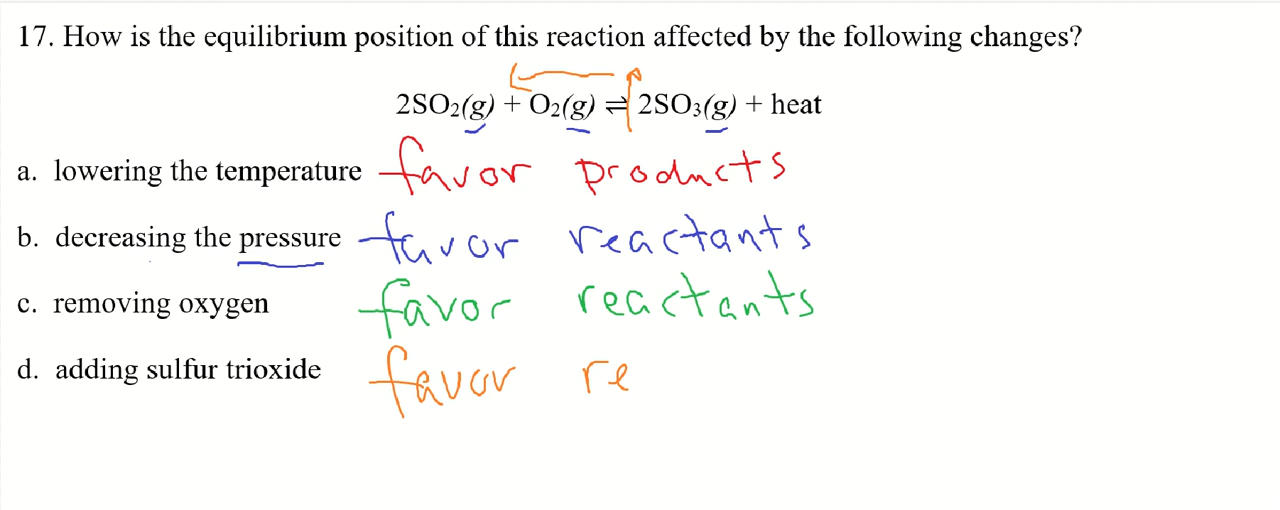 17. How is the equilibrium position of this reaction affected by the following changes?
2SO₂(g) + O₂(g) ⇌ 2SO₃(g) + heat
a. lowering the temperature favor products
b. decreasing the pressure favor reactants
c. removing oxygen favor reactants
d. adding sulfur trioxide favor re